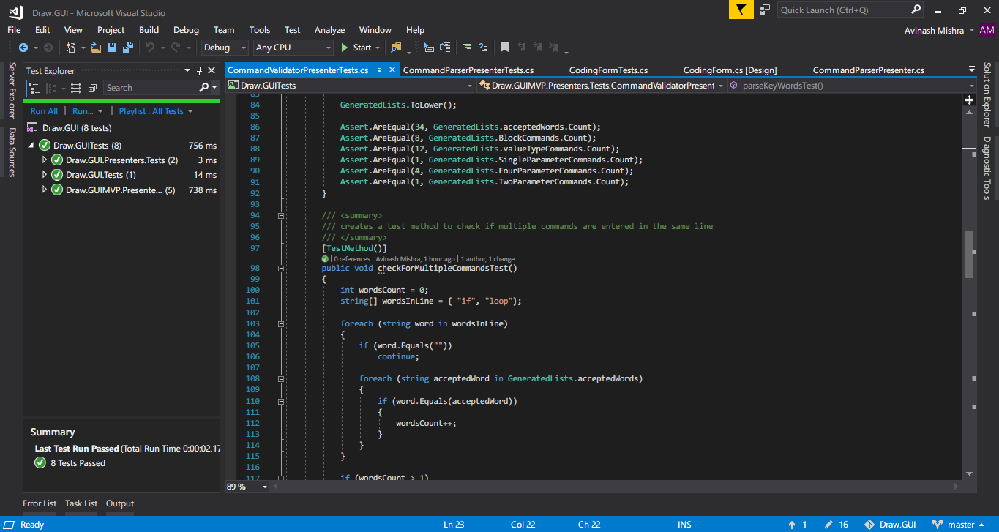 Draw.GUI - Microsoft Visual Studio
Quick Launch (Ctrl+Q)
File Edit View Project Build Debug Team Tools Test Analyze Window Help
Avinash Mishra AM
Debug Any CPU Start
Server Explorer
Data Sources
Test Explorer
Search
Run All | Run... | Playlist : All Tests
Draw.GUI (8 tests)
Draw.GUITests (8) 756 ms
Draw.GUI.Presenters.Tests (2) 3 ms
Draw.GUI.Tests (1) 14 ms
Draw.GUIMVP.Presente... (5) 738 ms
Summary
Last Test Run Passed (Total Run Time 0:00:02.17
8 Tests Passed
CommandValidatorPresenterTests.cs CommandParserPresenterTests.cs CodingFormTests.cs CodingForm.cs [Design] CommandParserPresenter.cs
Draw.GUITests Draw.GUIMVP.Presenters.Tests.CommandValidatorPresent parseKeyWordsTest()
83
84 GeneratedLists.ToLower();
85
86 Assert.AreEqual(34, GeneratedLists.acceptedWords.Count);
87 Assert.AreEqual(8, GeneratedLists.BlockCommands.Count);
88 Assert.AreEqual(12, GeneratedLists.valueTypeCommands.Count);
89 Assert.AreEqual(1, GeneratedLists.SingleParameterCommands.Count);
90 Assert.AreEqual(4, GeneratedLists.FourParameterCommands.Count);
91 Assert.AreEqual(1, GeneratedLists.TwoParameterCommands.Count);
92 }
93
94 /// <summary>
95 /// creates a test method to check if multiple commands are entered in the same line
96 /// </summary>
97 [TestMethod()]
| 0 references | Avinash Mishra, 1 hour ago | 1 author, 1 change
98 public void checkForMultipleCommandsTest()
99 {
100 int wordsCount = 0;
101 string[] wordsInLine = { "if", "loop"};
102
103 foreach (string word in wordsInLine)
104 {
105 if (word.Equals(""))
106 continue;
107
108 foreach (string acceptedWord in GeneratedLists.acceptedWords)
109 {
110 if (word.Equals(acceptedWord))
111 {
112 wordsCount++;
113 }
114 }
115 }
116
117 if (wordsCount > 1)
89 %
Solution Explorer
Diagnostic Tools
Error List Task List Output
Ready Ln 23 Col 22 Ch 22 INS 1 16 Draw.GUI master